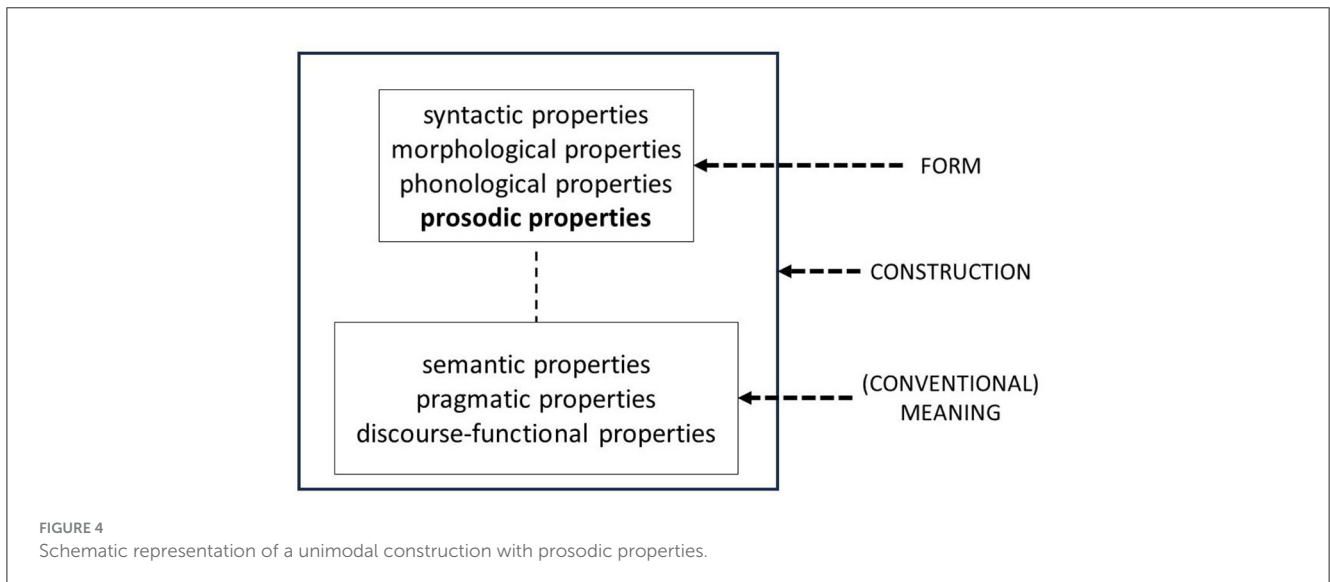 syntactic properties
morphological properties
phonological properties
prosodic properties
FORM
CONSTRUCTION
semantic properties
pragmatic properties
discourse-functional properties
(CONVENTIONAL)
MEANING
FIGURE 4
Schematic representation of a unimodal construction with prosodic properties.